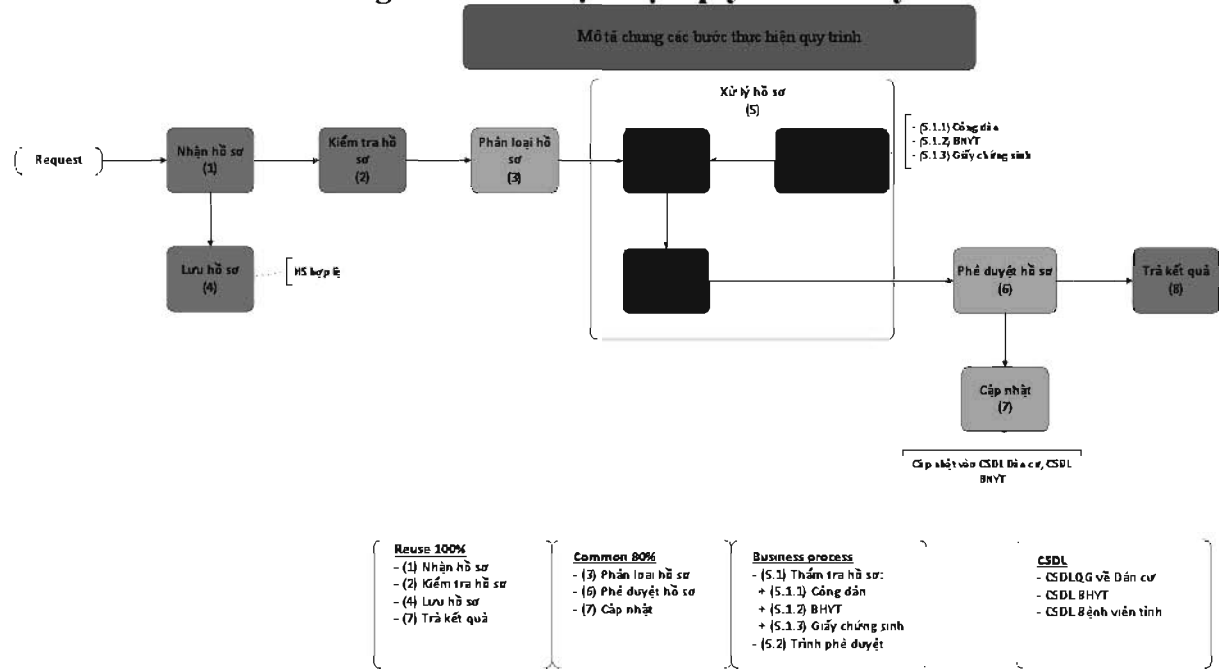 Mô tả chung các bước thực hiện quy trình
Xử lý hồ sơ
(5)
- (5.1.1) Công dân
- (5.1.2) BHYT
- (5.1.3) Giấy chứng sinh
Request
Nhận hồ sơ
(1)
Kiểm tra hồ
sơ
(2)
Phân loại hồ
sơ
(3)
Lưu hồ sơ
(4)
HS hợp lệ
Phê duyệt hồ sơ
(6)
Trả kết quả
(8)
Cập nhật
(7)
Cập nhật vào CSDL Dân cư, CSDL
BHYT
Reuse 100%
- (1) Nhận hồ sơ
- (2) Kiểm tra hồ sơ
- (4) Lưu hồ sơ
- (7) Trả kết quả
Common 80%
- (3) Phân loại hồ sơ
- (6) Phê duyệt hồ sơ
- (7) Cập nhật
Business process
- (5.1) Thẩm tra hồ sơ:
+ (5.1.1) Công dân
+ (5.1.2) BHYT
+ (5.1.3) Giấy chứng sinh
- (5.2) Trình phê duyệt
CSDL
- CSDLQG về Dân cư
- CSDL BHYT
- CSDL Bệnh viện tỉnh